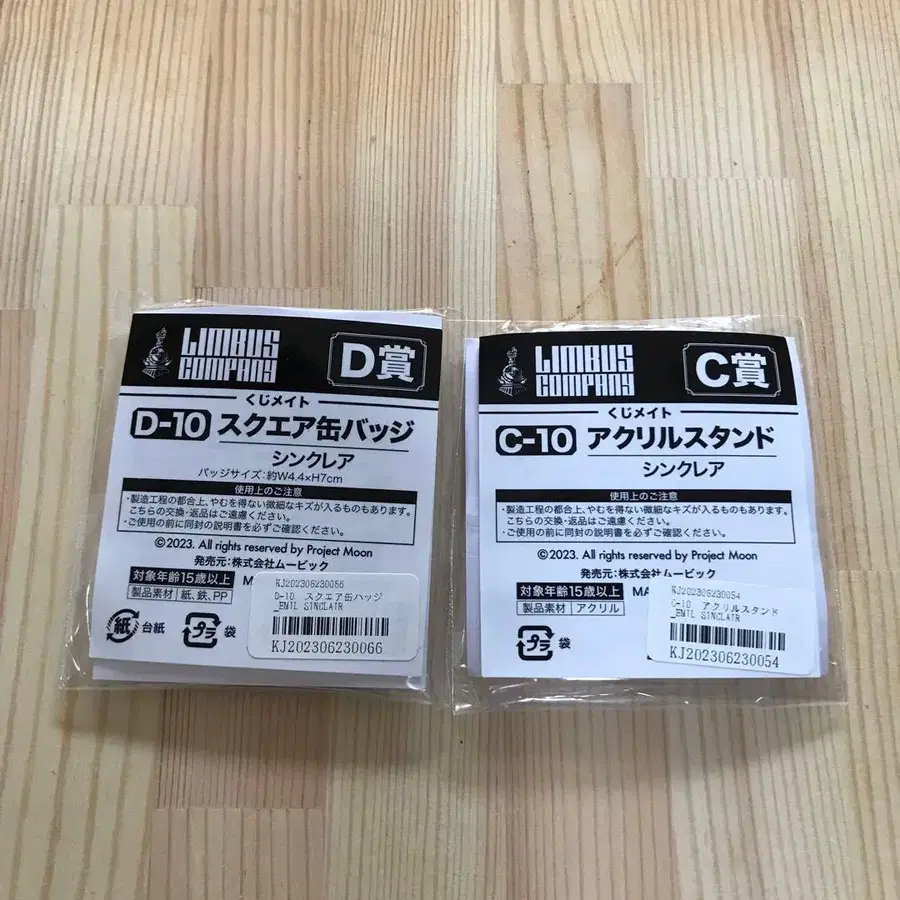 LIMBUS
COMPANY
D賞
くじメイト
D-10 スクエア缶バッジ
シンクレア
バッジサイズ:約W4.4×H7cm
使用上のご注意
・製造工程の都合上、やむを得ない微細なキズが入るものもあります。
こちらの交換・返品はご遠慮ください。
・ご使用の前に同封の説明書を必ずご確認ください。
©2023. All rights reserved by Project Moon
発売元:株式会社ムービック
対象年齢15歳以上
製品素材 紙、鉄、PP
紙 台紙
プラ 袋
KJ202306230066
D-10 スクエア缶バッジ
_EMIL SINCLAIR
KJ202306230066
LIMBUS
COMPANY
C賞
くじメイト
C-10 アクリルスタンド
シンクレア
使用上のご注意
・製造工程の都合上、やむを得ない微細なキズが入るものもあります。
こちらの交換・返品はご遠慮ください。
・ご使用の前に同封の説明書を必ずご確認ください。
©2023. All rights reserved by Project Moon
発売元:株式会社ムービック
対象年齢15歳以上
製品素材 アクリル
プラ 袋
KJ202306230054
C-10 アクリルスタンド
_EMIL SINCLAIR
KJ202306230054